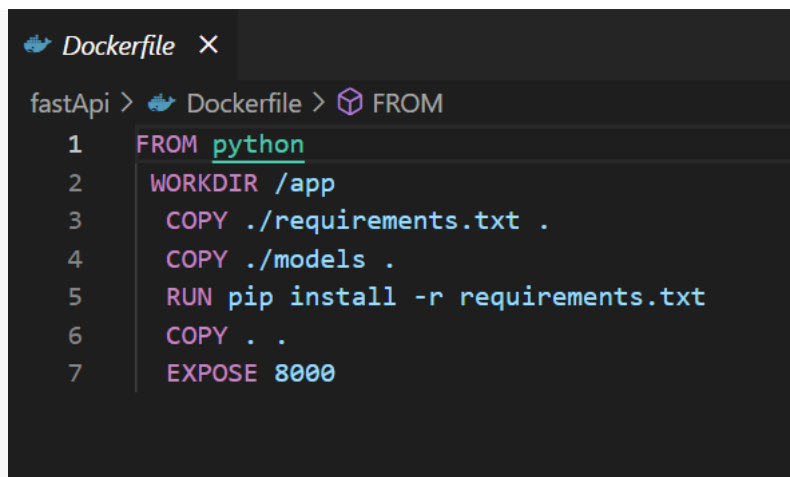 Dockerfile ×
fastApi > Dockerfile > FROM
1 FROM python
2 WORKDIR /app
3 COPY ./requirements.txt .
4 COPY ./models .
5 RUN pip install -r requirements.txt
6 COPY . .
7 EXPOSE 8000